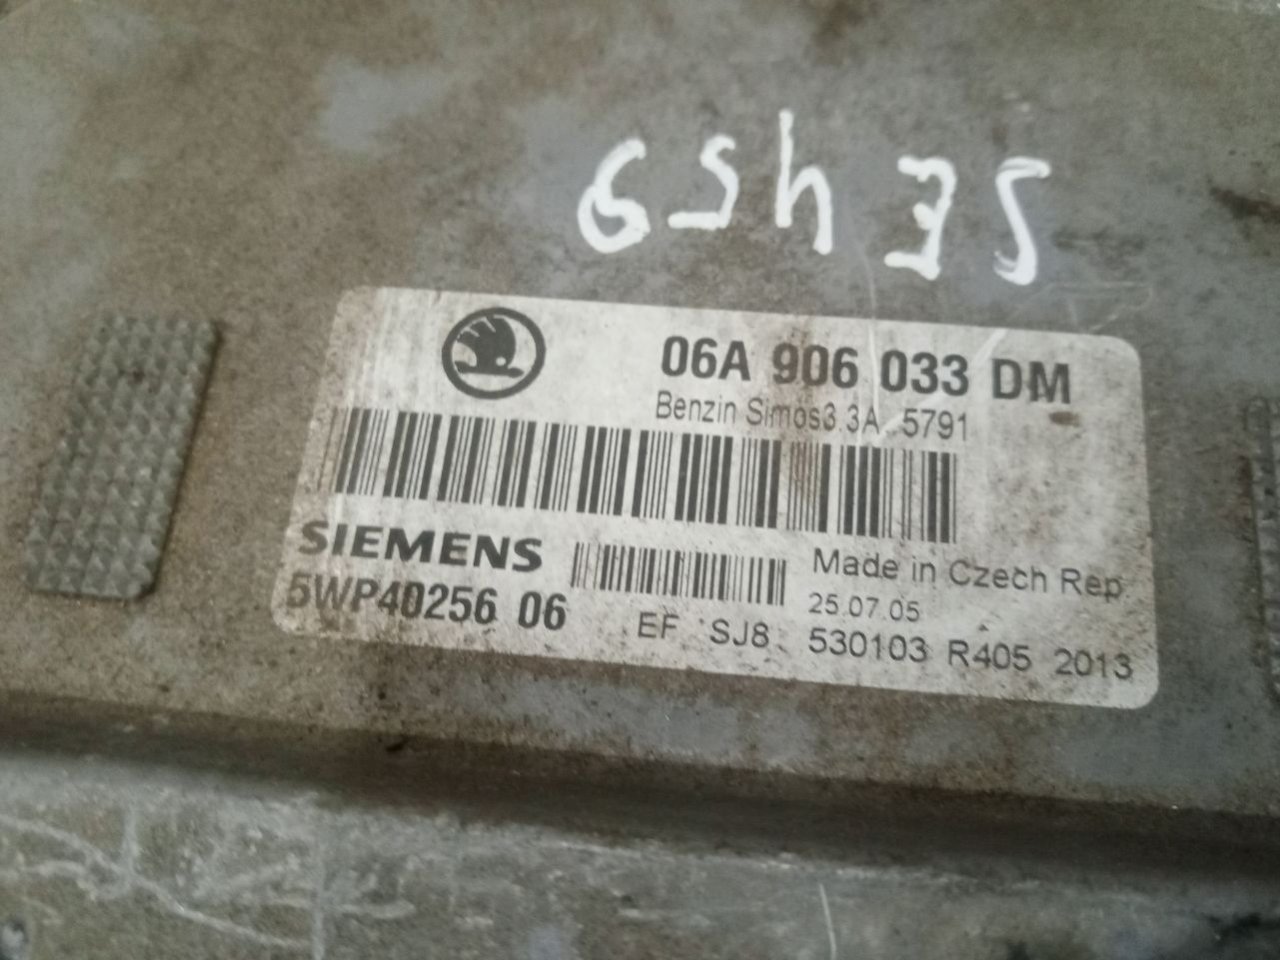 53459
06A 906 033 DM
Benzin Simos3.3A 5791
SIEMENS
5WP40256 06
Made in Czech Rep.
25.07.05
EF SJ8 530103 R405 2013